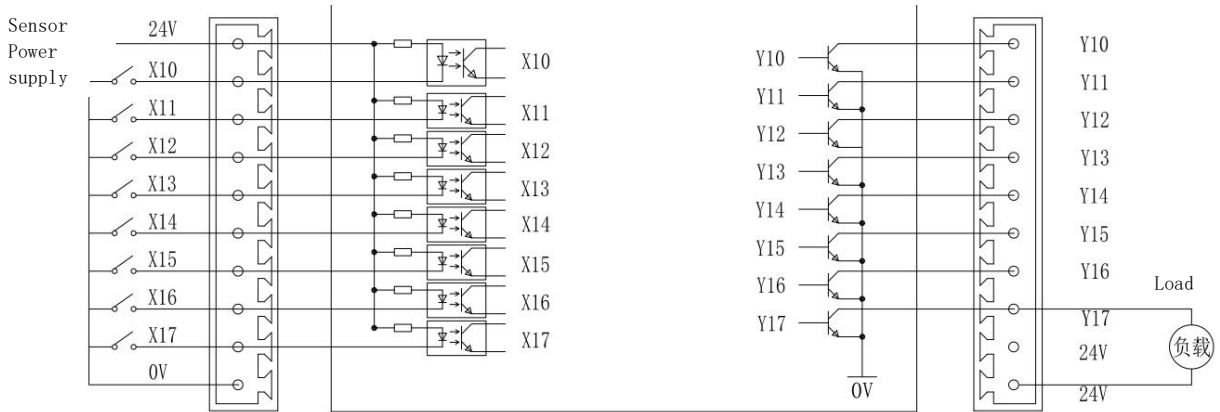 Sensor
Power
supply
24V
X10
X11
X12
X13
X14
X15
X16
X17
0V
X10
X11
X12
X13
X14
X15
X16
X17
Y10
Y11
Y12
Y13
Y14
Y15
Y16
Y17
0V
Y10
Y11
Y12
Y13
Y14
Y15
Y16
Y17
24V
24V
Load
负载